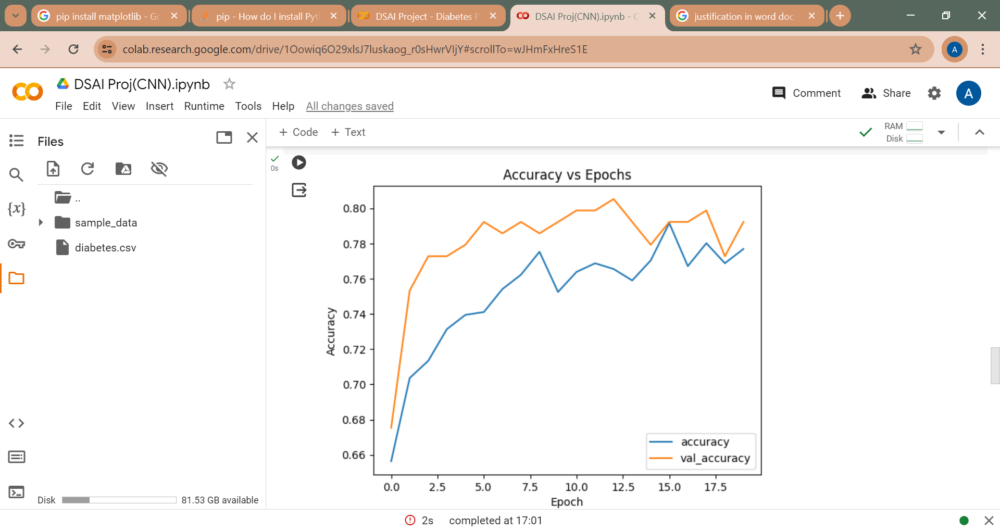 pip install matplotlib - Go
pip - How do I install Pyt
DSAI Project - Diabetes P
DSAI Proj(CNN).ipynb - C
justification in word doc -
colab.research.google.com/drive/1Oowiq6O29xlsJ7luskaog_r0sHwrVIjY#scrollTo=wJHmFxHreS1E
A
DSAI Proj(CNN).ipynb
File Edit View Insert Runtime Tools Help All changes saved
Comment
Share
A
+ Code + Text
RAM
Disk
Files
..
sample_data
diabetes.csv
{x}
Disk 81.53 GB available
0s
Accuracy vs Epochs
Accuracy
0.80
0.78
0.76
0.74
0.72
0.70
0.68
0.66
accuracy
val_accuracy
0.0 2.5 5.0 7.5 10.0 12.5 15.0 17.5
Epoch
2s completed at 17:01